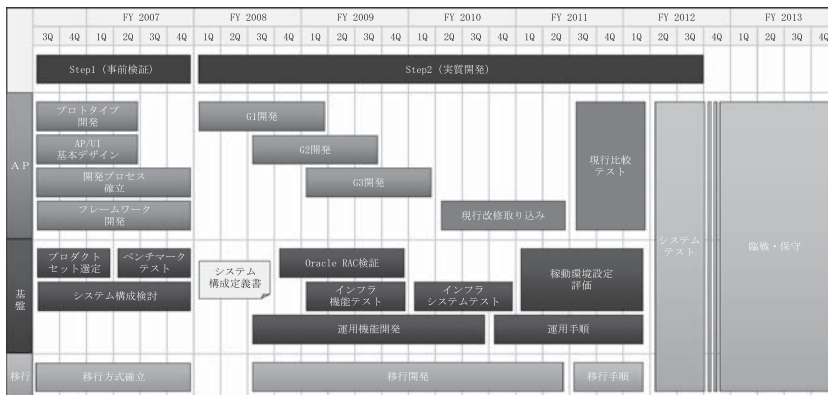 FY 2007 FY 2008 FY 2009 FY 2010 FY 2011 FY 2012 FY 2013
3Q 4Q 1Q 2Q 3Q 4Q 1Q 2Q 3Q 4Q 1Q 2Q 3Q 4Q 1Q 2Q 3Q 4Q 1Q 2Q 3Q 4Q 1Q 2Q 3Q 4Q 1Q 2Q 3Q 4Q
Step1 (事前検証)
Step2 (実質開発)
AP
プロトタイプ
開発
AP/UI
基本デザイン
開発プロセス
確立
フレームワーク
開発
G1開発
G2開発
G3開発
現行改修取り込み
現行比較
テスト
システム
テスト
臨戦・保守
基
盤
プロダクト
セット選定
ベンチマーク
テスト
システム構成検討
システム
構成定義書
Oracle RAC検証
インフラ
機能テスト
インフラ
システムテスト
運用機能開発
稼動環境設定
評価
運用手順
移行
移行方式確立
移行開発
移行手順